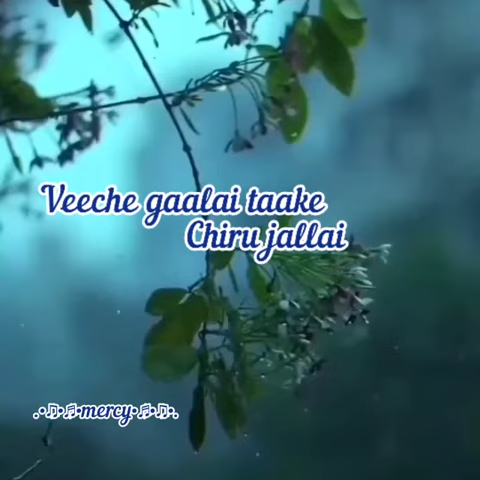 Veeche gaalai taake
Chiru jallai
.•♫•♬•mercy•♬•♫•.